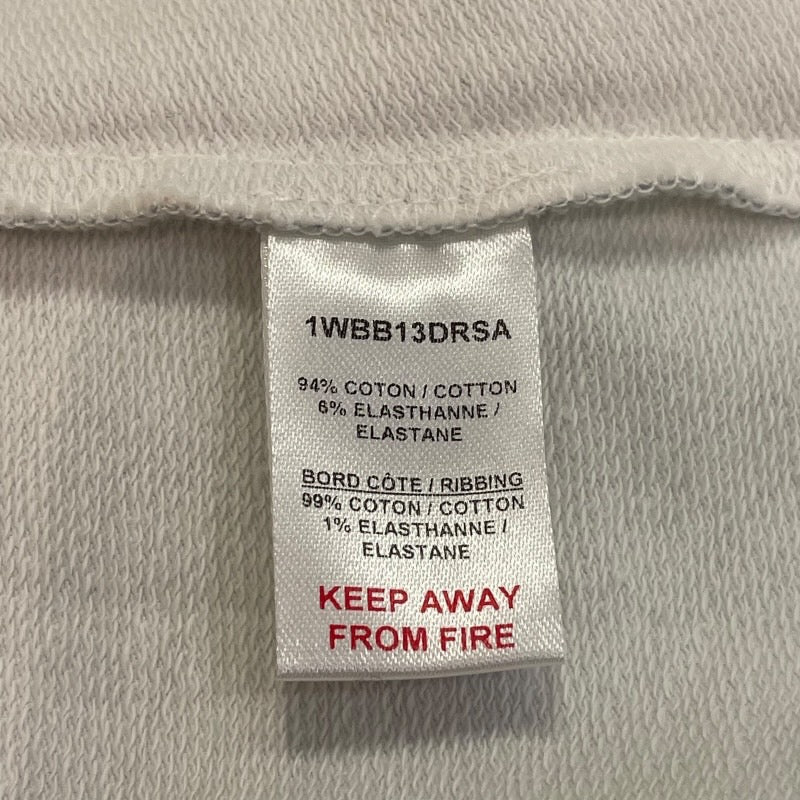 1WBB13DRSA
94% COTON / COTTON
6% ELASTHANNE /
ELASTANE
BORD CÔTE / RIBBING
99% COTON / COTTON
1% ELASTHANNE /
ELASTANE
KEEP AWAY
FROM FIRE